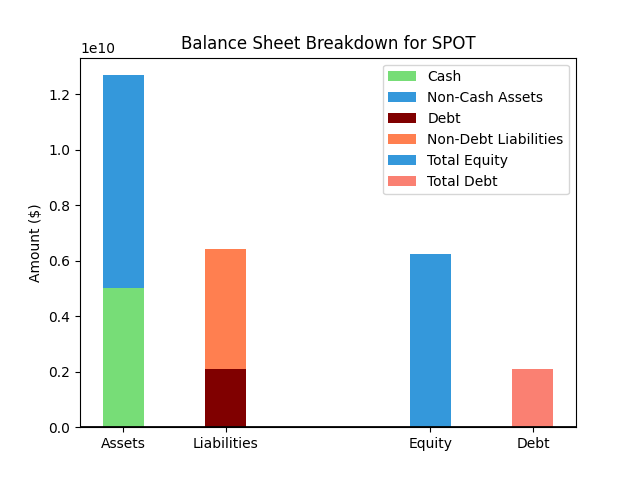 Balance Sheet Breakdown for SPOT
1e10
Cash
Non-Cash Assets
Debt
Non-Debt Liabilities
Total Equity
Total Debt
Amount ($)
1.2
1.0
0.8
0.6
0.4
0.2
0.0
Assets Liabilities Equity Debt